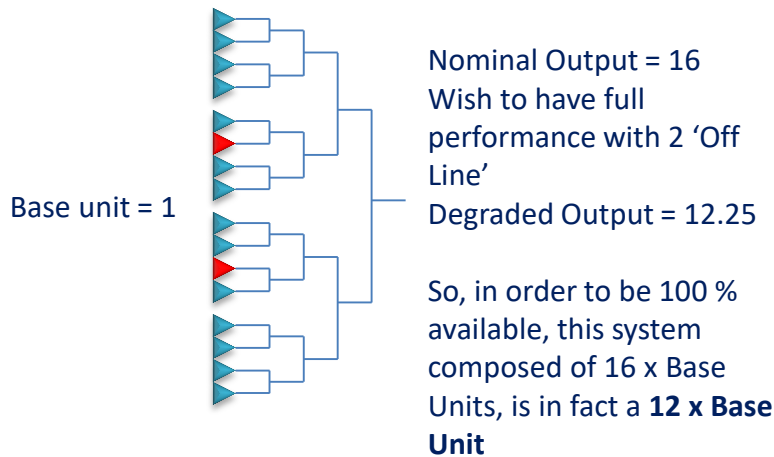 Nominal Output = 16
Wish to have full
performance with 2 ‘Off
Line’
Base unit = 1
Degraded Output = 12.25
So, in order to be 100 %
available, this system
composed of 16 x Base
Units, is in fact a 12 x Base
Unit